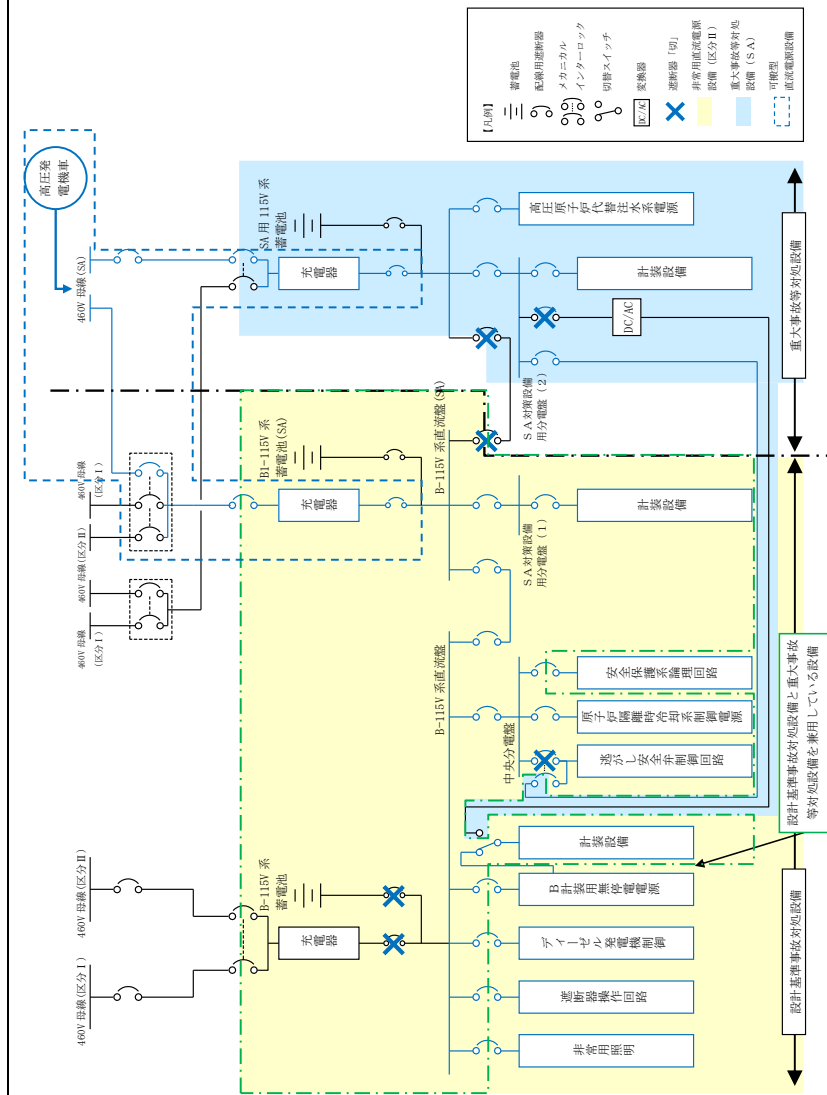 【凡例】
蓄電池
配線用遮断器
メカニカル
インターロック
切替スイッチ
DC/AC
変換器
遮断器「切」
非常用直流電源
設備（区分Ⅱ）
重大事故等対処
設備（ＳＡ）
可搬型
直流電源設備
高圧発
電機車
460V 母線(SA)
SA用 115V 系
蓄電池
充電器
高圧原子炉代替注水系電源
計装設備
DC/AC
ＳＡ対策設備
用分電盤（２）
重大事故等対処設備
460V 母線
(区分Ⅰ)
460V 母線(区分Ⅱ)
460V 母線(区分Ⅱ)
460V 母線
(区分Ⅰ)
B1-115V 系
蓄電池(SA)
充電器
B-115V 系直流盤(SA)
ＳＡ対策設備
用分電盤（１）
計装設備
B-115V 系直流盤
中央分電盤
安全保護系論理回路
原子炉隔離時冷却系制御電源
逃がし安全弁制御回路
計装設備
B計装用無停電電源
ディーゼル発電機制御
遮断器操作回路
非常用照明
460V 母線(区分Ⅱ)
460V 母線(区分Ⅰ)
B-115V 系
蓄電池
充電器
設計基準事故対処設備と重大事故
等対処設備を兼用している設備
設計基準事故対処設備